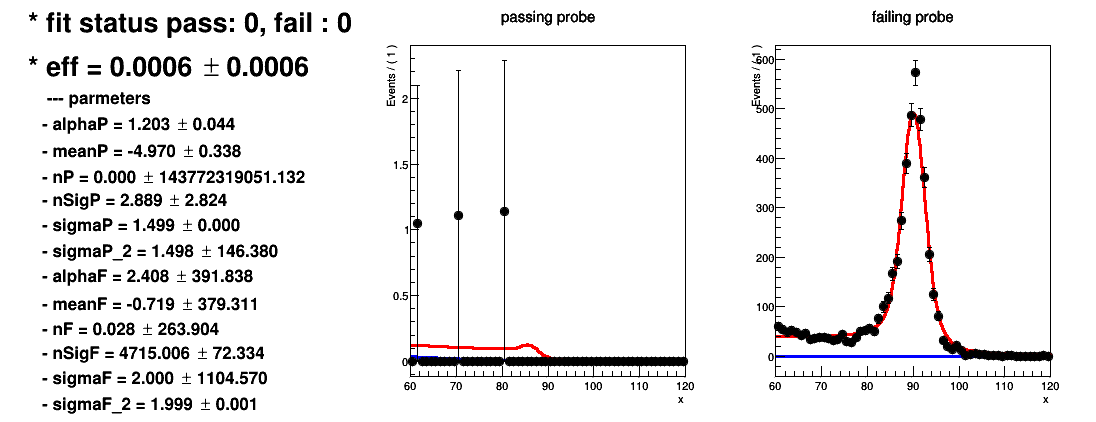 * fit status pass: 0, fail : 0
* eff = 0.0006 ± 0.0006
--- parmeters
- alphaP = 1.203 ± 0.044
- meanP = -4.970 ± 0.338
- nP = 0.000 ± 143772319051.132
- nSigP = 2.889 ± 2.824
- sigmaP = 1.499 ± 0.000
- sigmaP_2 = 1.498 ± 146.380
- alphaF = 2.408 ± 391.838
- meanF = -0.719 ± 379.311
- nF = 0.028 ± 263.904
- nSigF = 4715.006 ± 72.334
- sigmaF = 2.000 ± 1104.570
- sigmaF_2 = 1.999 ± 0.001
passing probe
Events / ( 1 )
2
1.5
1
0.5
0
60 70 80 90 100 110 120
x
failing probe
Events / ( 1 )
600
500
400
300
200
100
0
60 70 80 90 100 110 120
x